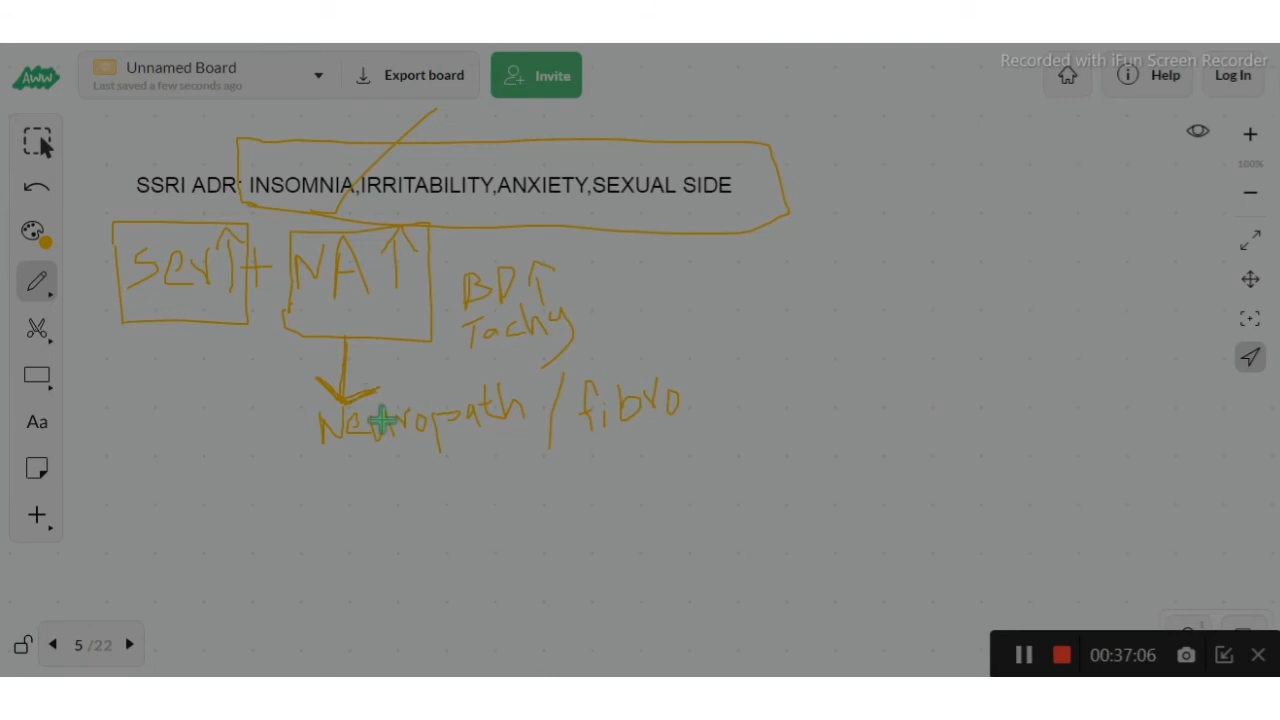 Recorded with iFun Screen Recorder
AWW
Unnamed Board
Last saved a few seconds ago
Export board
Invite
Help
Log In
100%
SSRI ADR: INSOMNIA,IRRITABILITY,ANXIETY,SEXUAL SIDE
Ser↑ + NA ↑
BP ↑
Tachy
Neuropath / fibro
Aa
5 /22
1
00:37:06